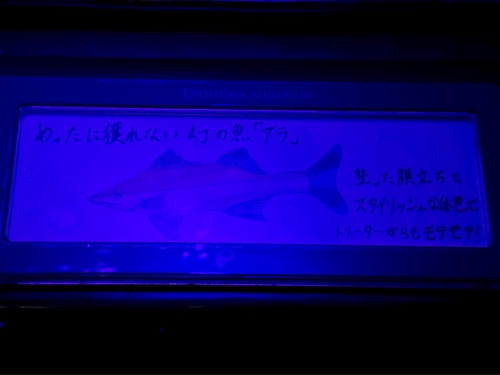 めったに獲れない幻の魚「アラ」
整った顔立ちと
スタイリッシュな体色で
トリーターからもモテモテ!